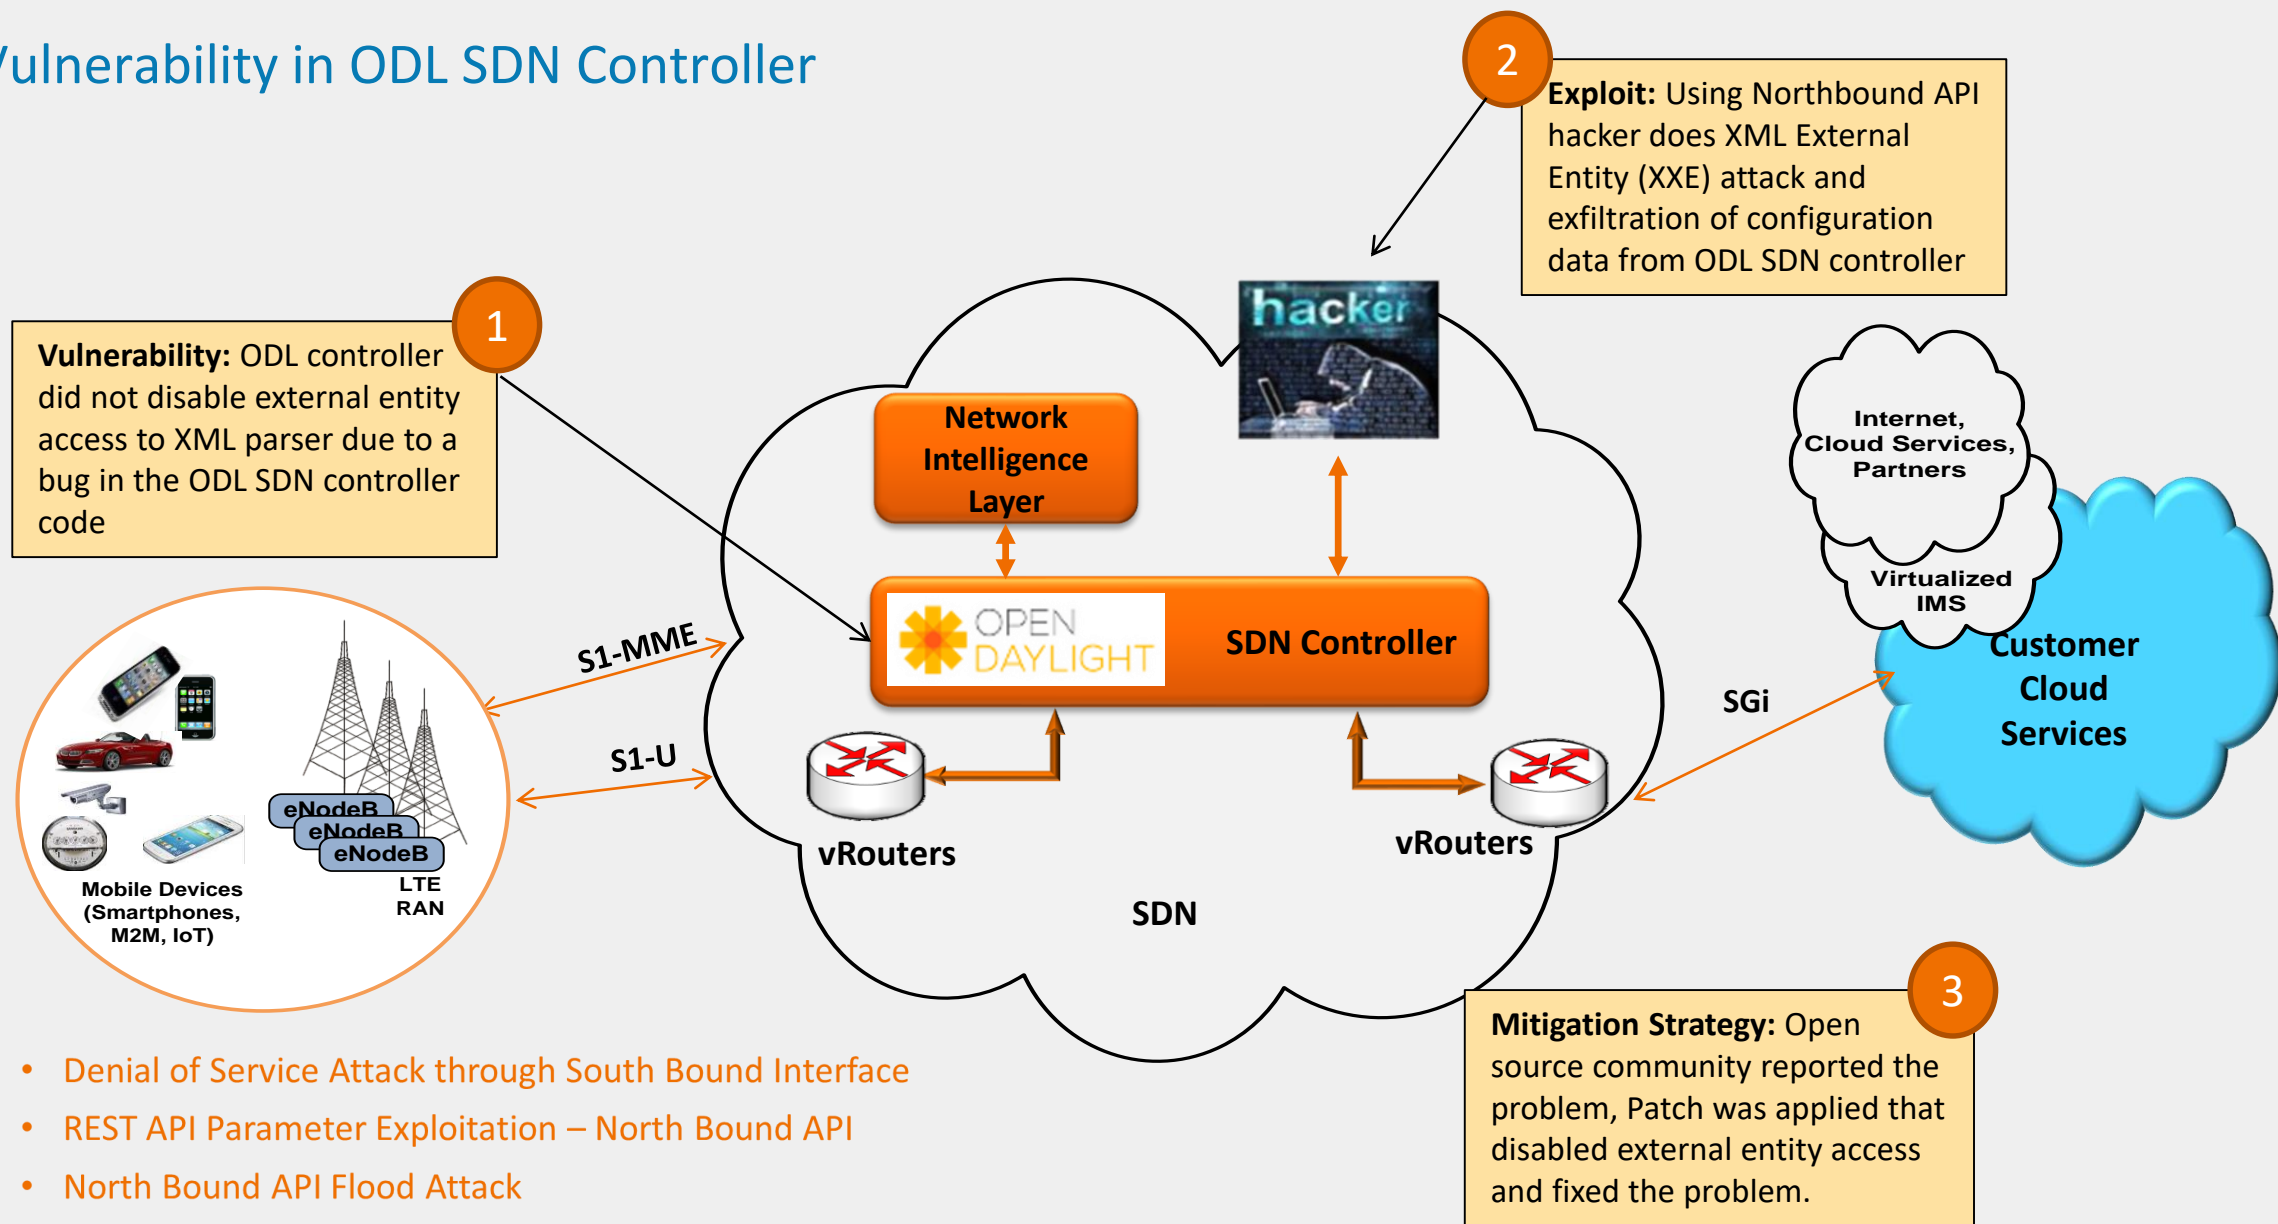 Vulnerability in ODL SDN Controller
2
Exploit: Using Northbound API
hacker does XML External
Entity (XXE) attack and
exfiltration of configuration
data from ODL SDN controller
1
Vulnerability: ODL controller
did not disable external entity
access to XML parser due to a
bug in the ODL SDN controller
code
hacker
Network
Intelligence
Layer
Internet,
Cloud Services,
Partners
Virtualized
IMS
Customer
Cloud
Services
OPEN
DAYLIGHT
SDN Controller
S1-MME
S1-U
SGi
eNodeB
eNodeB
eNodeB
LTE
RAN
Mobile Devices
(Smartphones,
M2M, IoT)
vRouters
vRouters
SDN
3
Mitigation Strategy: Open
source community reported the
problem, Patch was applied that
disabled external entity access
and fixed the problem.
• Denial of Service Attack through South Bound Interface
• REST API Parameter Exploitation – North Bound API
• North Bound API Flood Attack